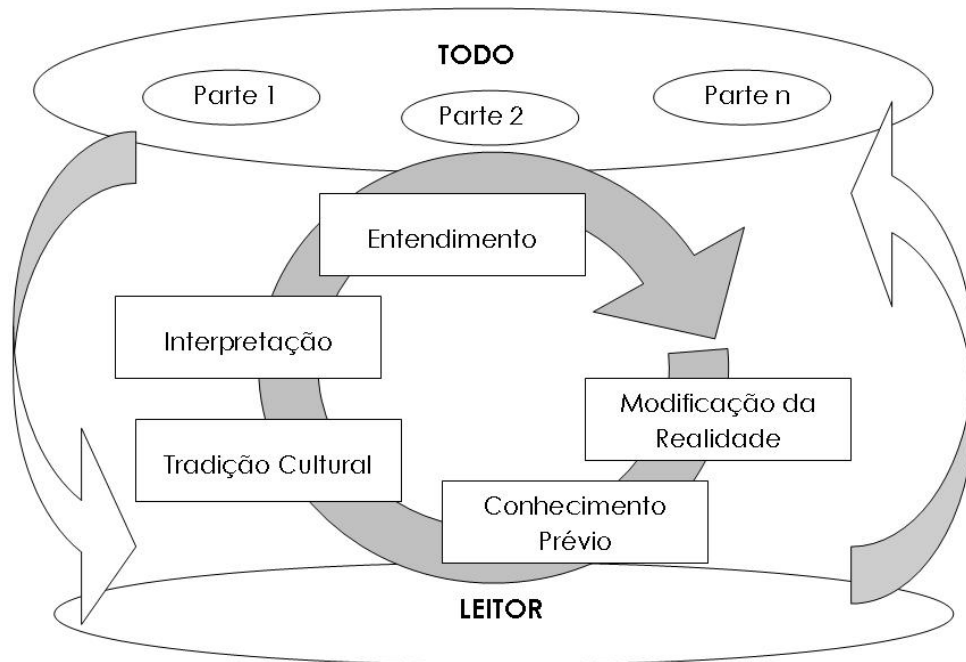 TODO
Parte 1
Parte 2
Parte n
Entendimento
Interpretação
Modificação da
Realidade
Tradição Cultural
Conhecimento
Prévio
LEITOR